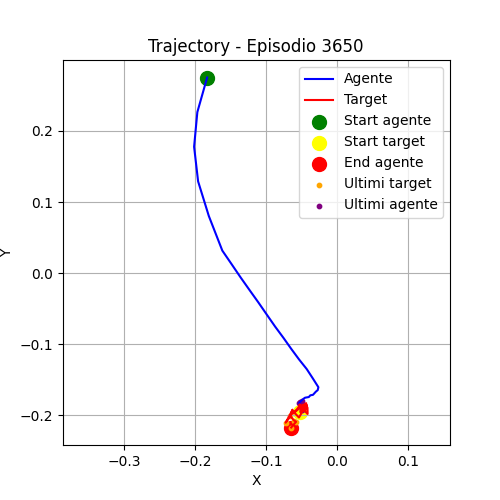 Trajectory - Episodio 3650
Agente
Target
Start agente
Start target
End agente
Ultimi target
Ultimi agente
Y
0.2
0.1
0.0
−0.1
−0.2
−0.3
−0.2
−0.1
0.0
0.1
X